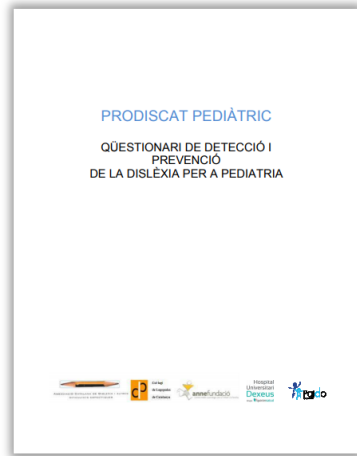 PRODISCAT PEDIÀTRIC
QÜESTIONARI DE DETECCIÓ I
PREVENCIÓ
DE LA DISLÈXIA PER A PEDIATRIA
Col·legi
de Logopedes
de Catalunya
annefundació
Hospital
Universitari
Dexeus